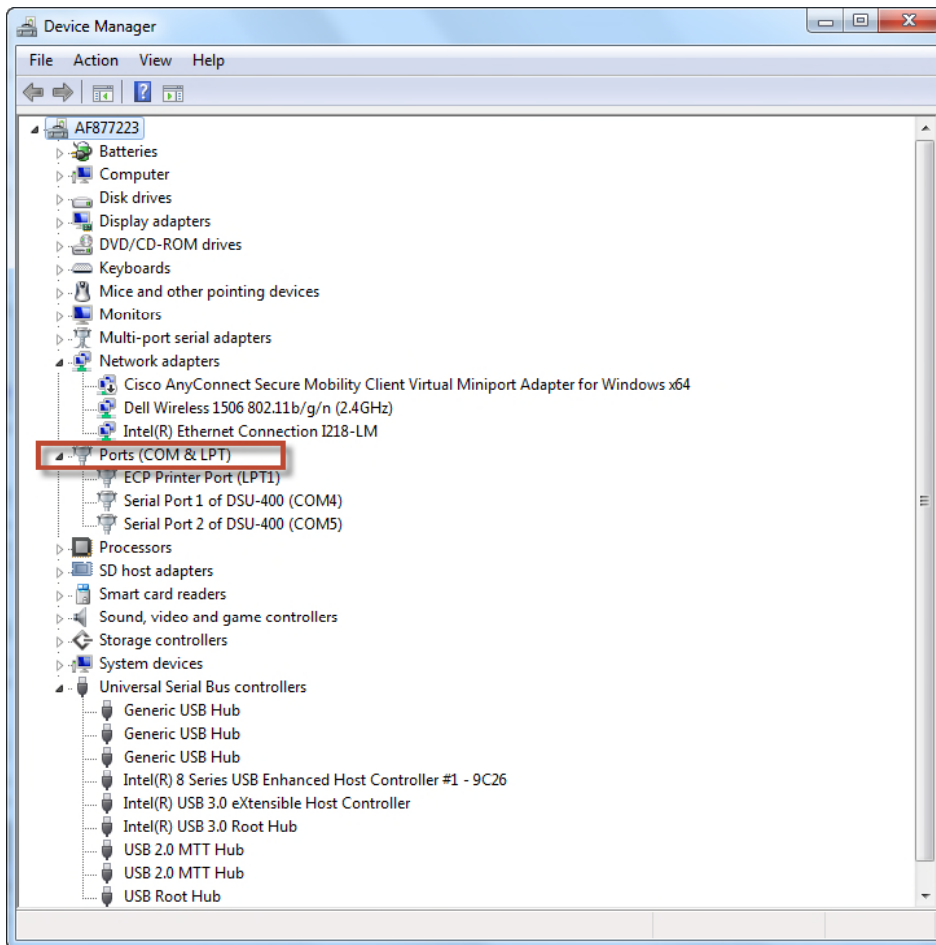 Device Manager
File Action View Help
AF877223
Batteries
Computer
Disk drives
Display adapters
DVD/CD-ROM drives
Keyboards
Mice and other pointing devices
Monitors
Multi-port serial adapters
Network adapters
Cisco AnyConnect Secure Mobility Client Virtual Miniport Adapter for Windows x64
Dell Wireless 1506 802.11b/g/n (2.4GHz)
Intel(R) Ethernet Connection I218-LM
Ports (COM & LPT)
ECP Printer Port (LPT1)
Serial Port 1 of DSU-400 (COM4)
Serial Port 2 of DSU-400 (COM5)
Processors
SD host adapters
Smart card readers
Sound, video and game controllers
Storage controllers
System devices
Universal Serial Bus controllers
Generic USB Hub
Generic USB Hub
Generic USB Hub
Intel(R) 8 Series USB Enhanced Host Controller #1 - 9C26
Intel(R) USB 3.0 eXtensible Host Controller
Intel(R) USB 3.0 Root Hub
USB 2.0 MTT Hub
USB 2.0 MTT Hub
USB Root Hub